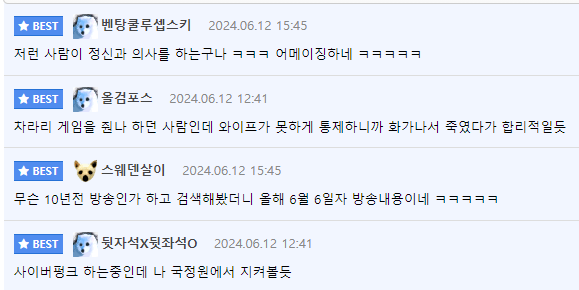 ★ BEST 벤탕쿨루셉스키 2024.06.12 15:45
저런 사람이 정신과 의사를 하는구나 ㅋㅋㅋ 어메이징하네 ㅋㅋㅋㅋㅋ
★ BEST 올검포스 2024.06.12 12:41
차라리 게임을 줜나 하던 사람인데 와이프가 못하게 통제하니까 화가나서 죽였다가 합리적일듯
★ BEST 스웨덴살이 2024.06.12 15:45
무슨 10년전 방송인가 하고 검색해봤더니 올해 6월 6일자 방송내용이네 ㅋㅋㅋㅋㅋ
★ BEST 뒷자석X뒷좌석O 2024.06.12 12:41
사이버펑크 하는중인데 나 국정원에서 지켜볼듯